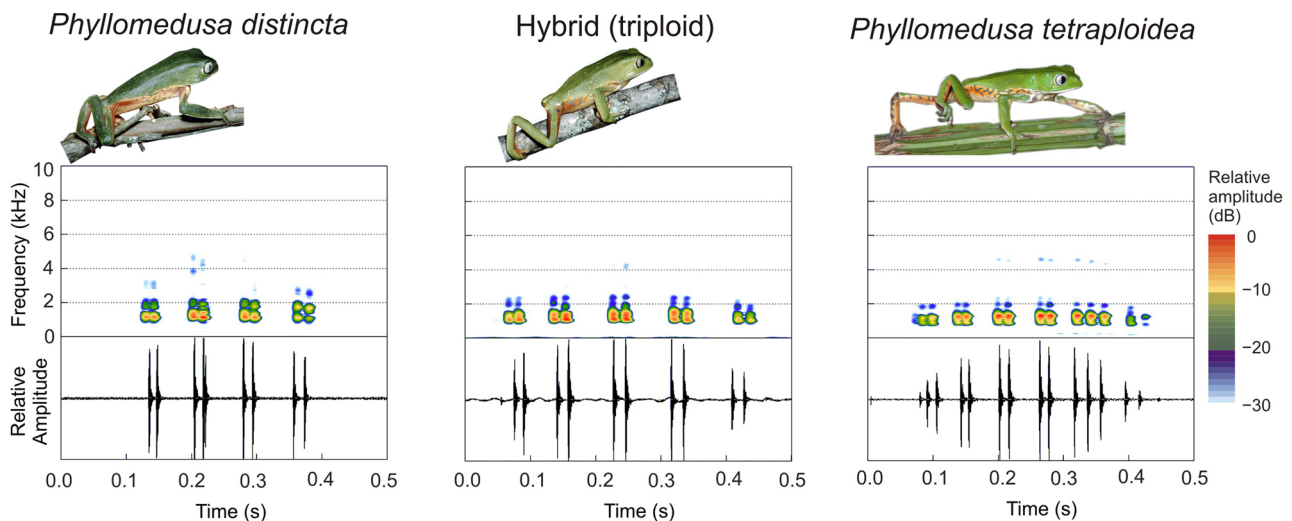 Phyllomedusa distincta
Hybrid (triploid)
Phyllomedusa tetraploidea
10
8
6
4
2
0
Frequency (kHz)
Relative
Amplitude
0.0 0.1 0.2 0.3 0.4 0.5
Time (s)
0.0 0.1 0.2 0.3 0.4 0.5
Time (s)
0.0 0.1 0.2 0.3 0.4 0.5
Time (s)
Relative
amplitude
(dB)
0
−10
−20
−30